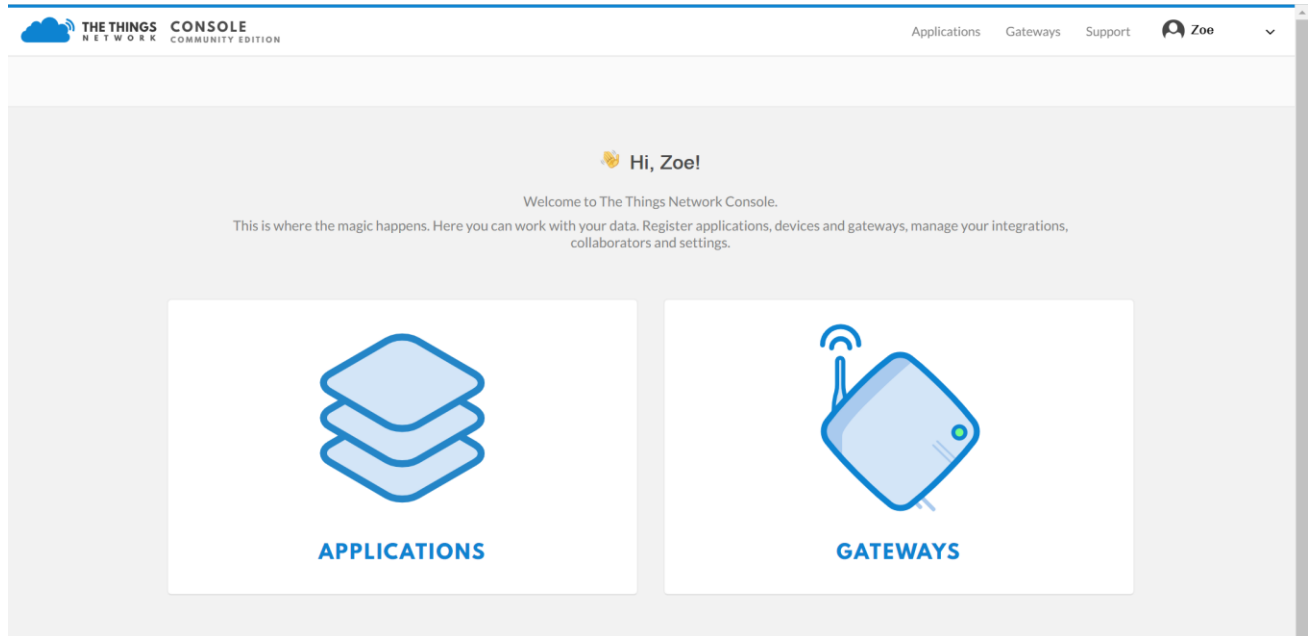 THE THINGS CONSOLE
NETWORK COMMUNITY EDITION
Applications Gateways Support Zoe
👋 Hi, Zoe!
Welcome to The Things Network Console.
This is where the magic happens. Here you can work with your data. Register applications, devices and gateways, manage your integrations,
collaborators and settings.
APPLICATIONS
GATEWAYS